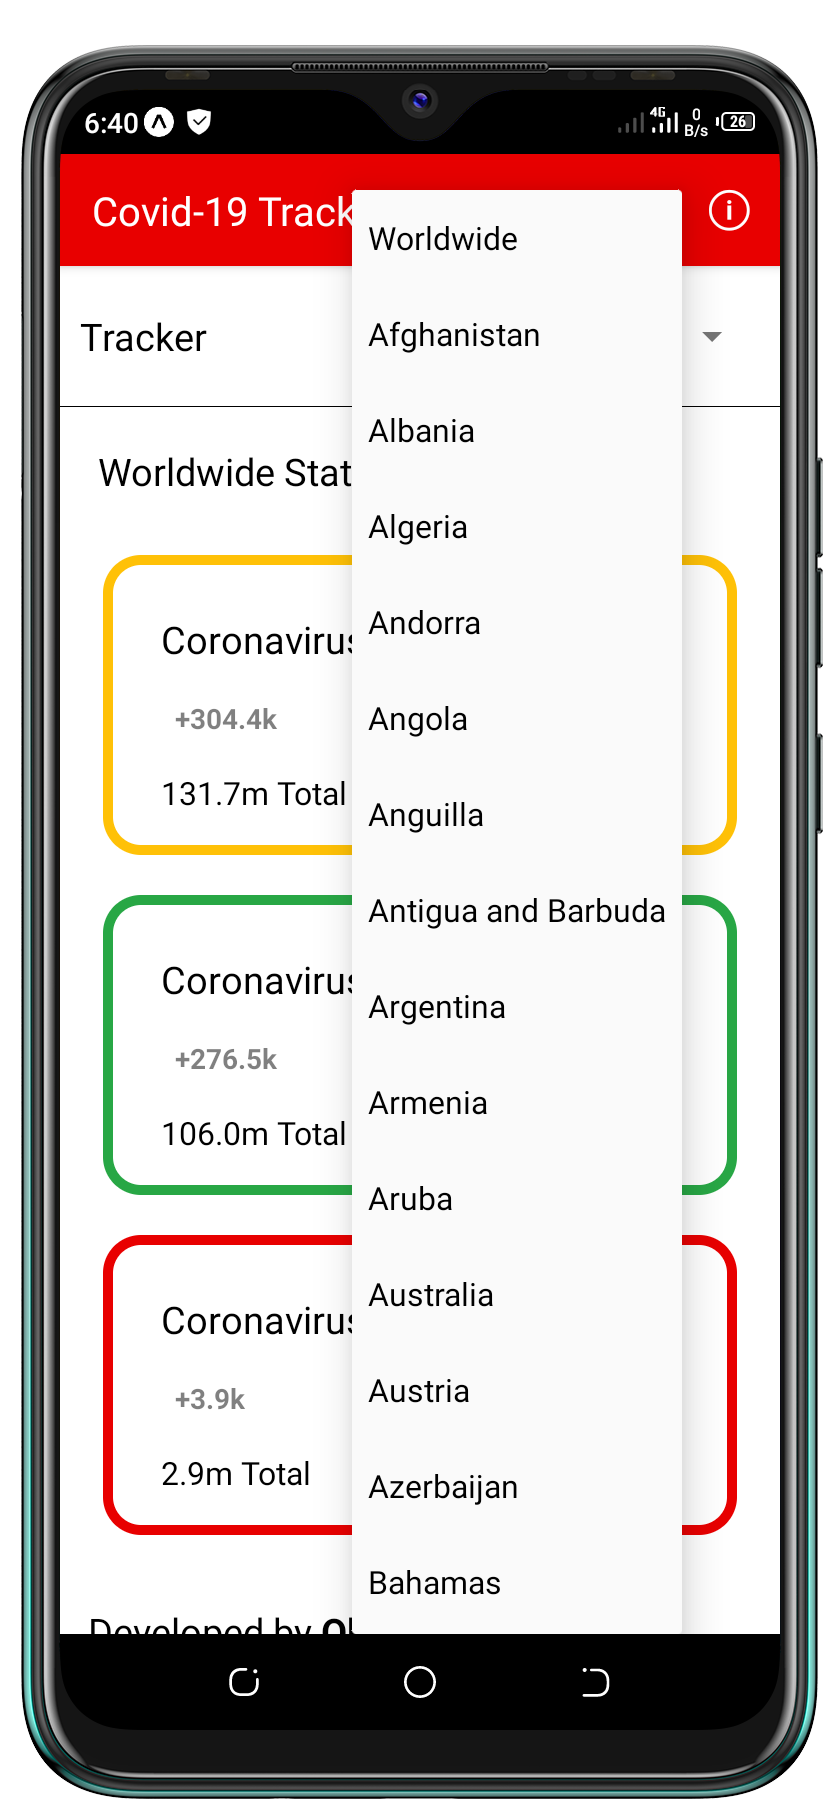 6:40 4G 0 B/s 26
Covid-19 Track
Worldwide
Afghanistan
Tracker
Albania
Worldwide Stat
Algeria
Andorra
Coronavirus
Angola
+304.4k
131.7m Total
Anguilla
Antigua and Barbuda
Coronavirus
Argentina
+276.5k
Armenia
106.0m Total
Aruba
Australia
Coronavirus
Austria
+3.9k
2.9m Total
Azerbaijan
Bahamas
Developed by